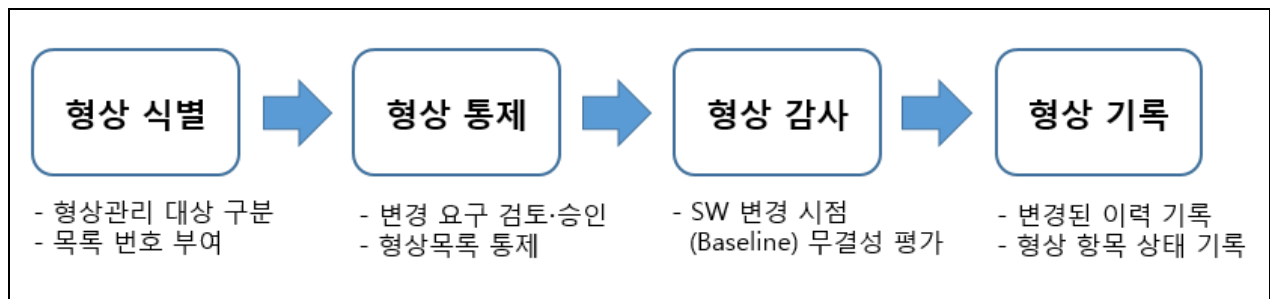 형상 식별
형상 통제
형상 감사
형상 기록
- 형상관리 대상 구분
- 목록 번호 부여
- 변경 요구 검토·승인
- 형상목록 통제
- SW 변경 시점
(Baseline) 무결성 평가
- 변경된 이력 기록
- 형상 항목 상태 기록